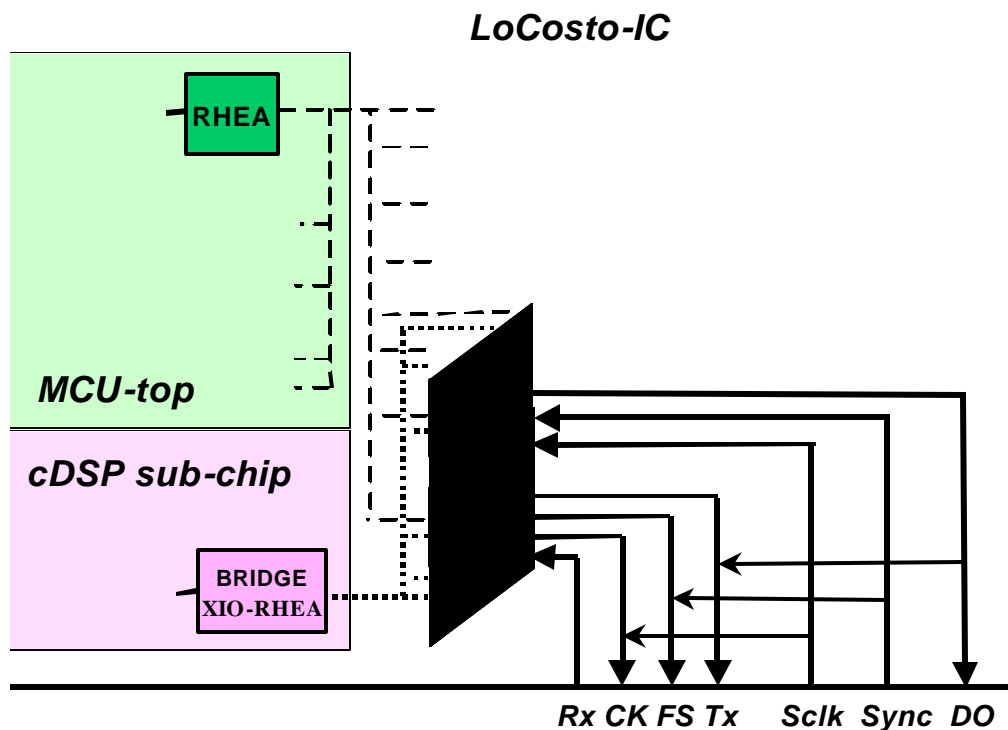 LoCosto-IC
RHEA
MCU-top
cDSP sub-chip
BRIDGE
XIO-RHEA
Rx CK FS Tx Sclk Sync DO